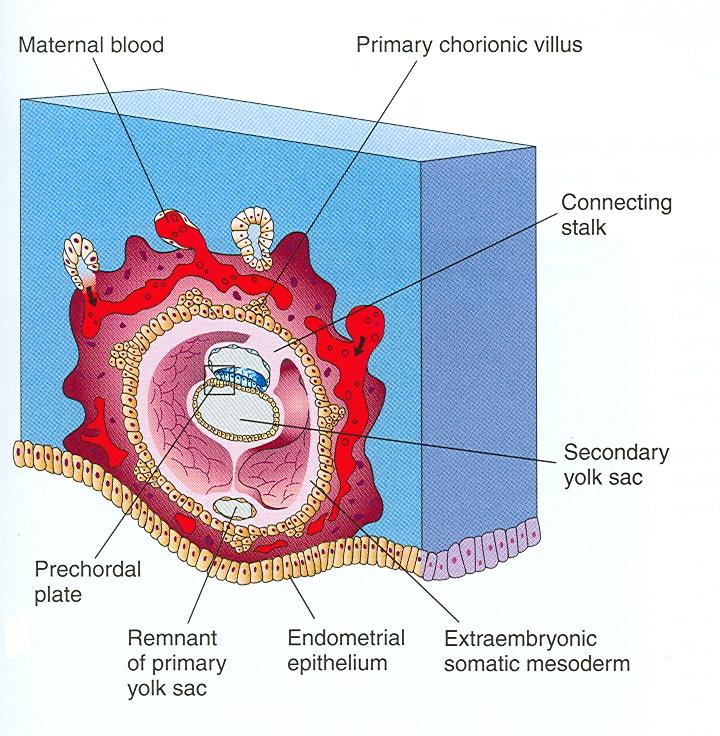 Maternal blood
Primary chorionic villus
Connecting
stalk
Secondary
yolk sac
Prechordal
plate
Remnant
of primary
yolk sac
Endometrial
epithelium
Extraembryonic
somatic mesoderm